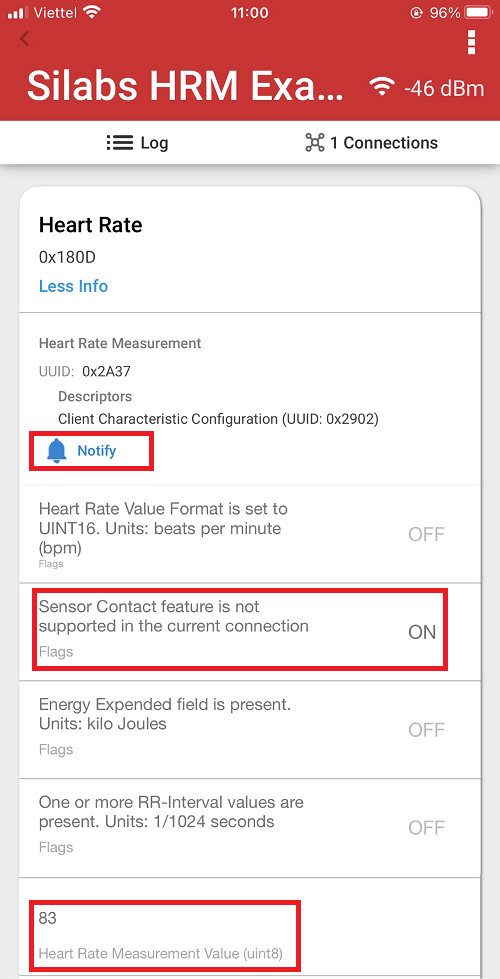 Viettel 11:00 96%
Silabs HRM Exa... -46 dBm
Log 1 Connections
Heart Rate
0x180D
Less Info
Heart Rate Measurement
UUID: 0x2A37
Descriptors
Client Characteristic Configuration (UUID: 0x2902)
Notify
Heart Rate Value Format is set to
UINT16. Units: beats per minute
(bpm)
OFF
Flags
Sensor Contact feature is not
supported in the current connection
ON
Flags
Energy Expended field is present.
Units: kilo Joules
OFF
Flags
One or more RR-Interval values are
present. Units: 1/1024 seconds
OFF
Flags
83
Heart Rate Measurement Value (uint8)